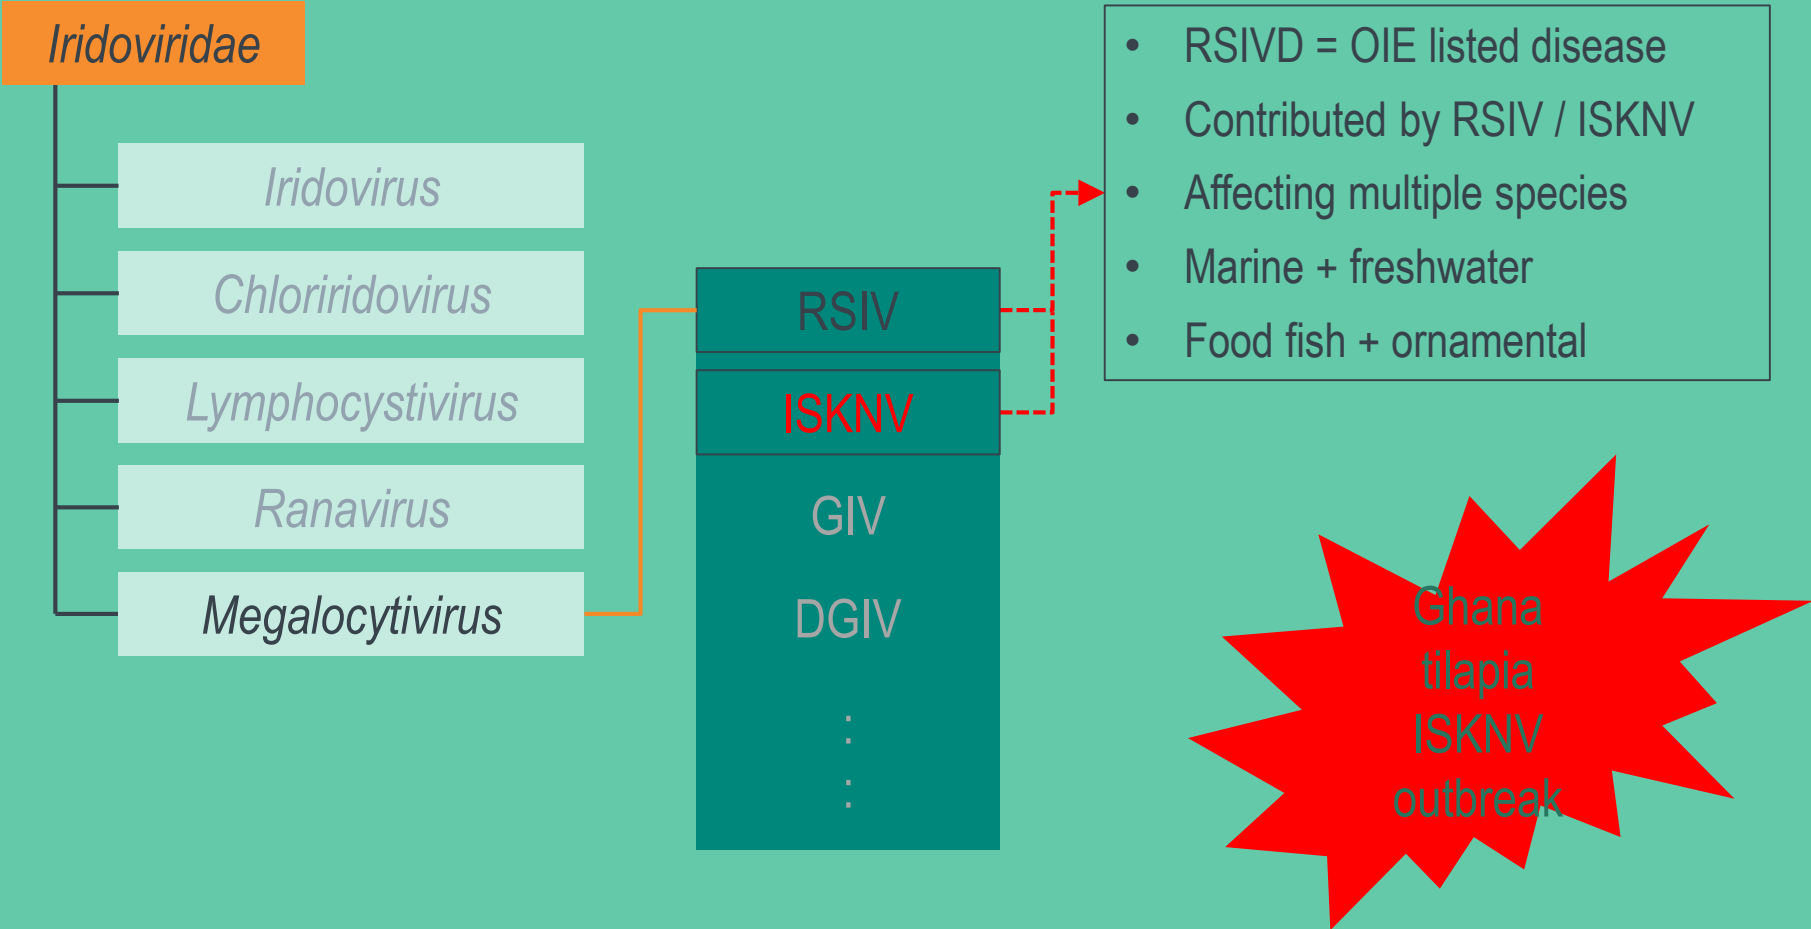 Iridoviridae
Iridovirus
Chloriridovirus
Lymphocystivirus
Ranavirus
Megalocytivirus
RSIV
ISKNV
GIV
DGIV
:
:
• RSIVD = OIE listed disease
• Contributed by RSIV / ISKNV
• Affecting multiple species
• Marine + freshwater
• Food fish + ornamental
Ghana
tilapia
ISKNV
outbreak